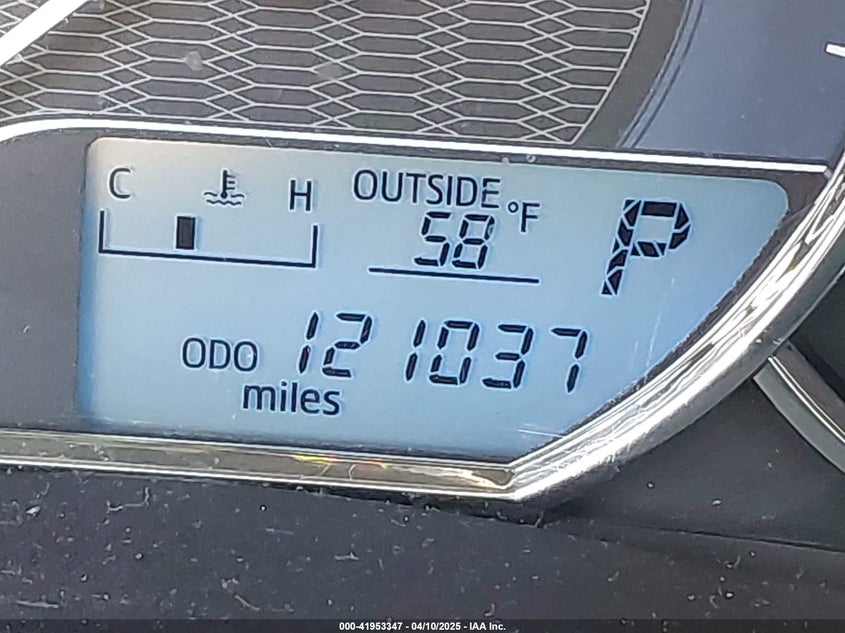 C H OUTSIDE °F P
58
ODO 121037
miles
000-41953347 - 04/10/2025 - IAA Inc.